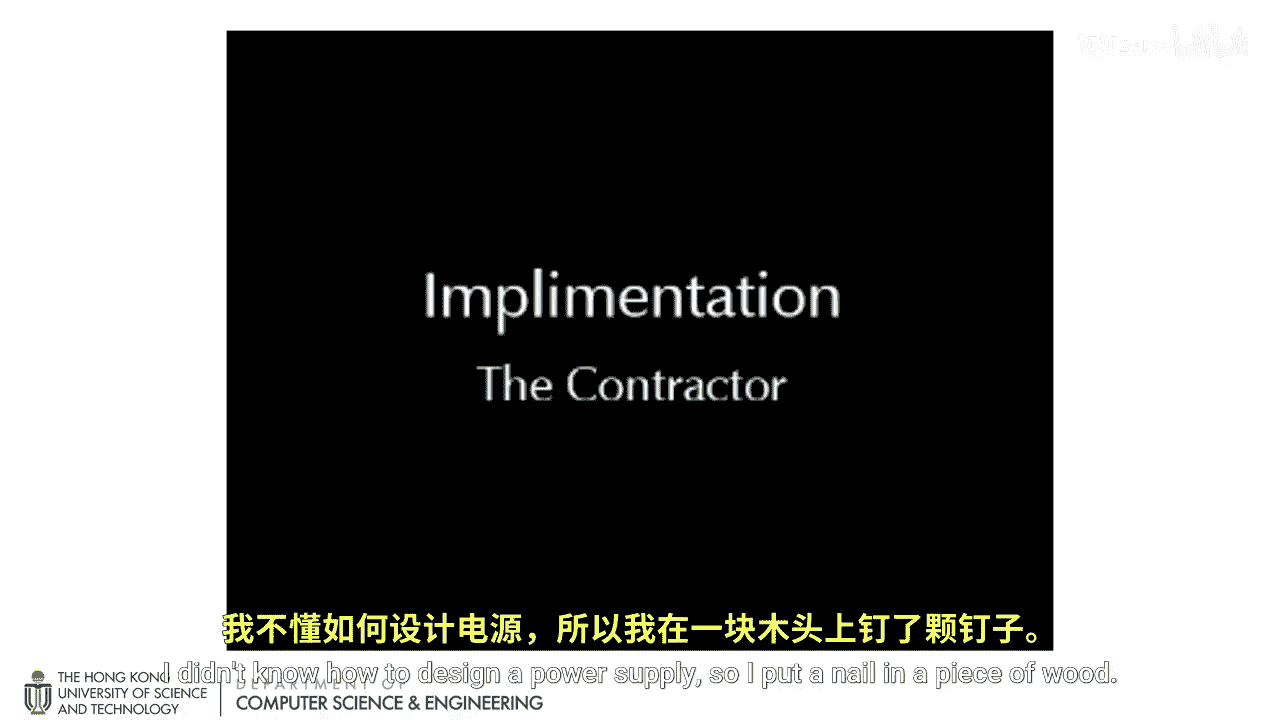 Implimentation
The Contractor
我不懂如何设计电源，所以我在一块木头上钉了颗钉子。
I didn't know how to design a power supply, so I put a nail in a piece of wood.
THE HONG KONG
UNIVERSITY OF SCIENCE
AND TECHNOLOGY
DEPARTMENT OF
COMPUTER SCIENCE & ENGINEERING